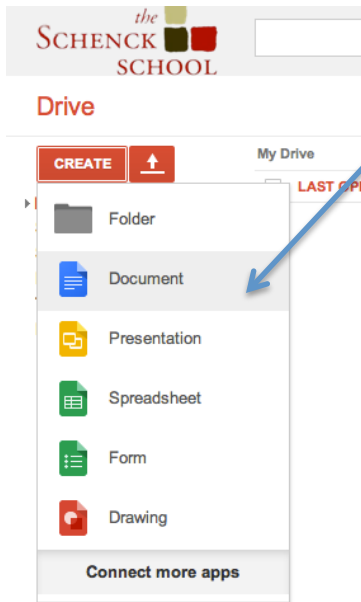 the
SCHENCK
SCHOOL
Drive
CREATE
My Drive
LAST OP
Folder
Document
Presentation
Spreadsheet
Form
Drawing
Connect more apps